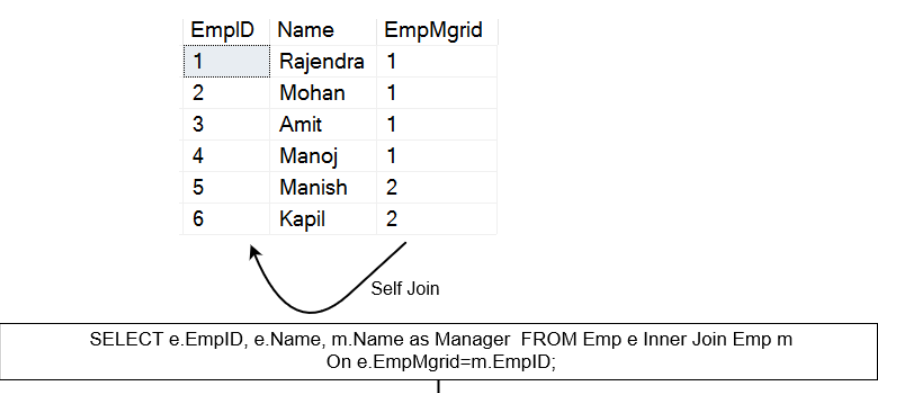 EmpID Name EmpMgrid
1 Rajendra 1
2 Mohan 1
3 Amit 1
4 Manoj 1
5 Manish 2
6 Kapil 2
Self Join
SELECT e.EmpID, e.Name, m.Name as Manager FROM Emp e Inner Join Emp m
On e.EmpMgrid=m.EmpID;